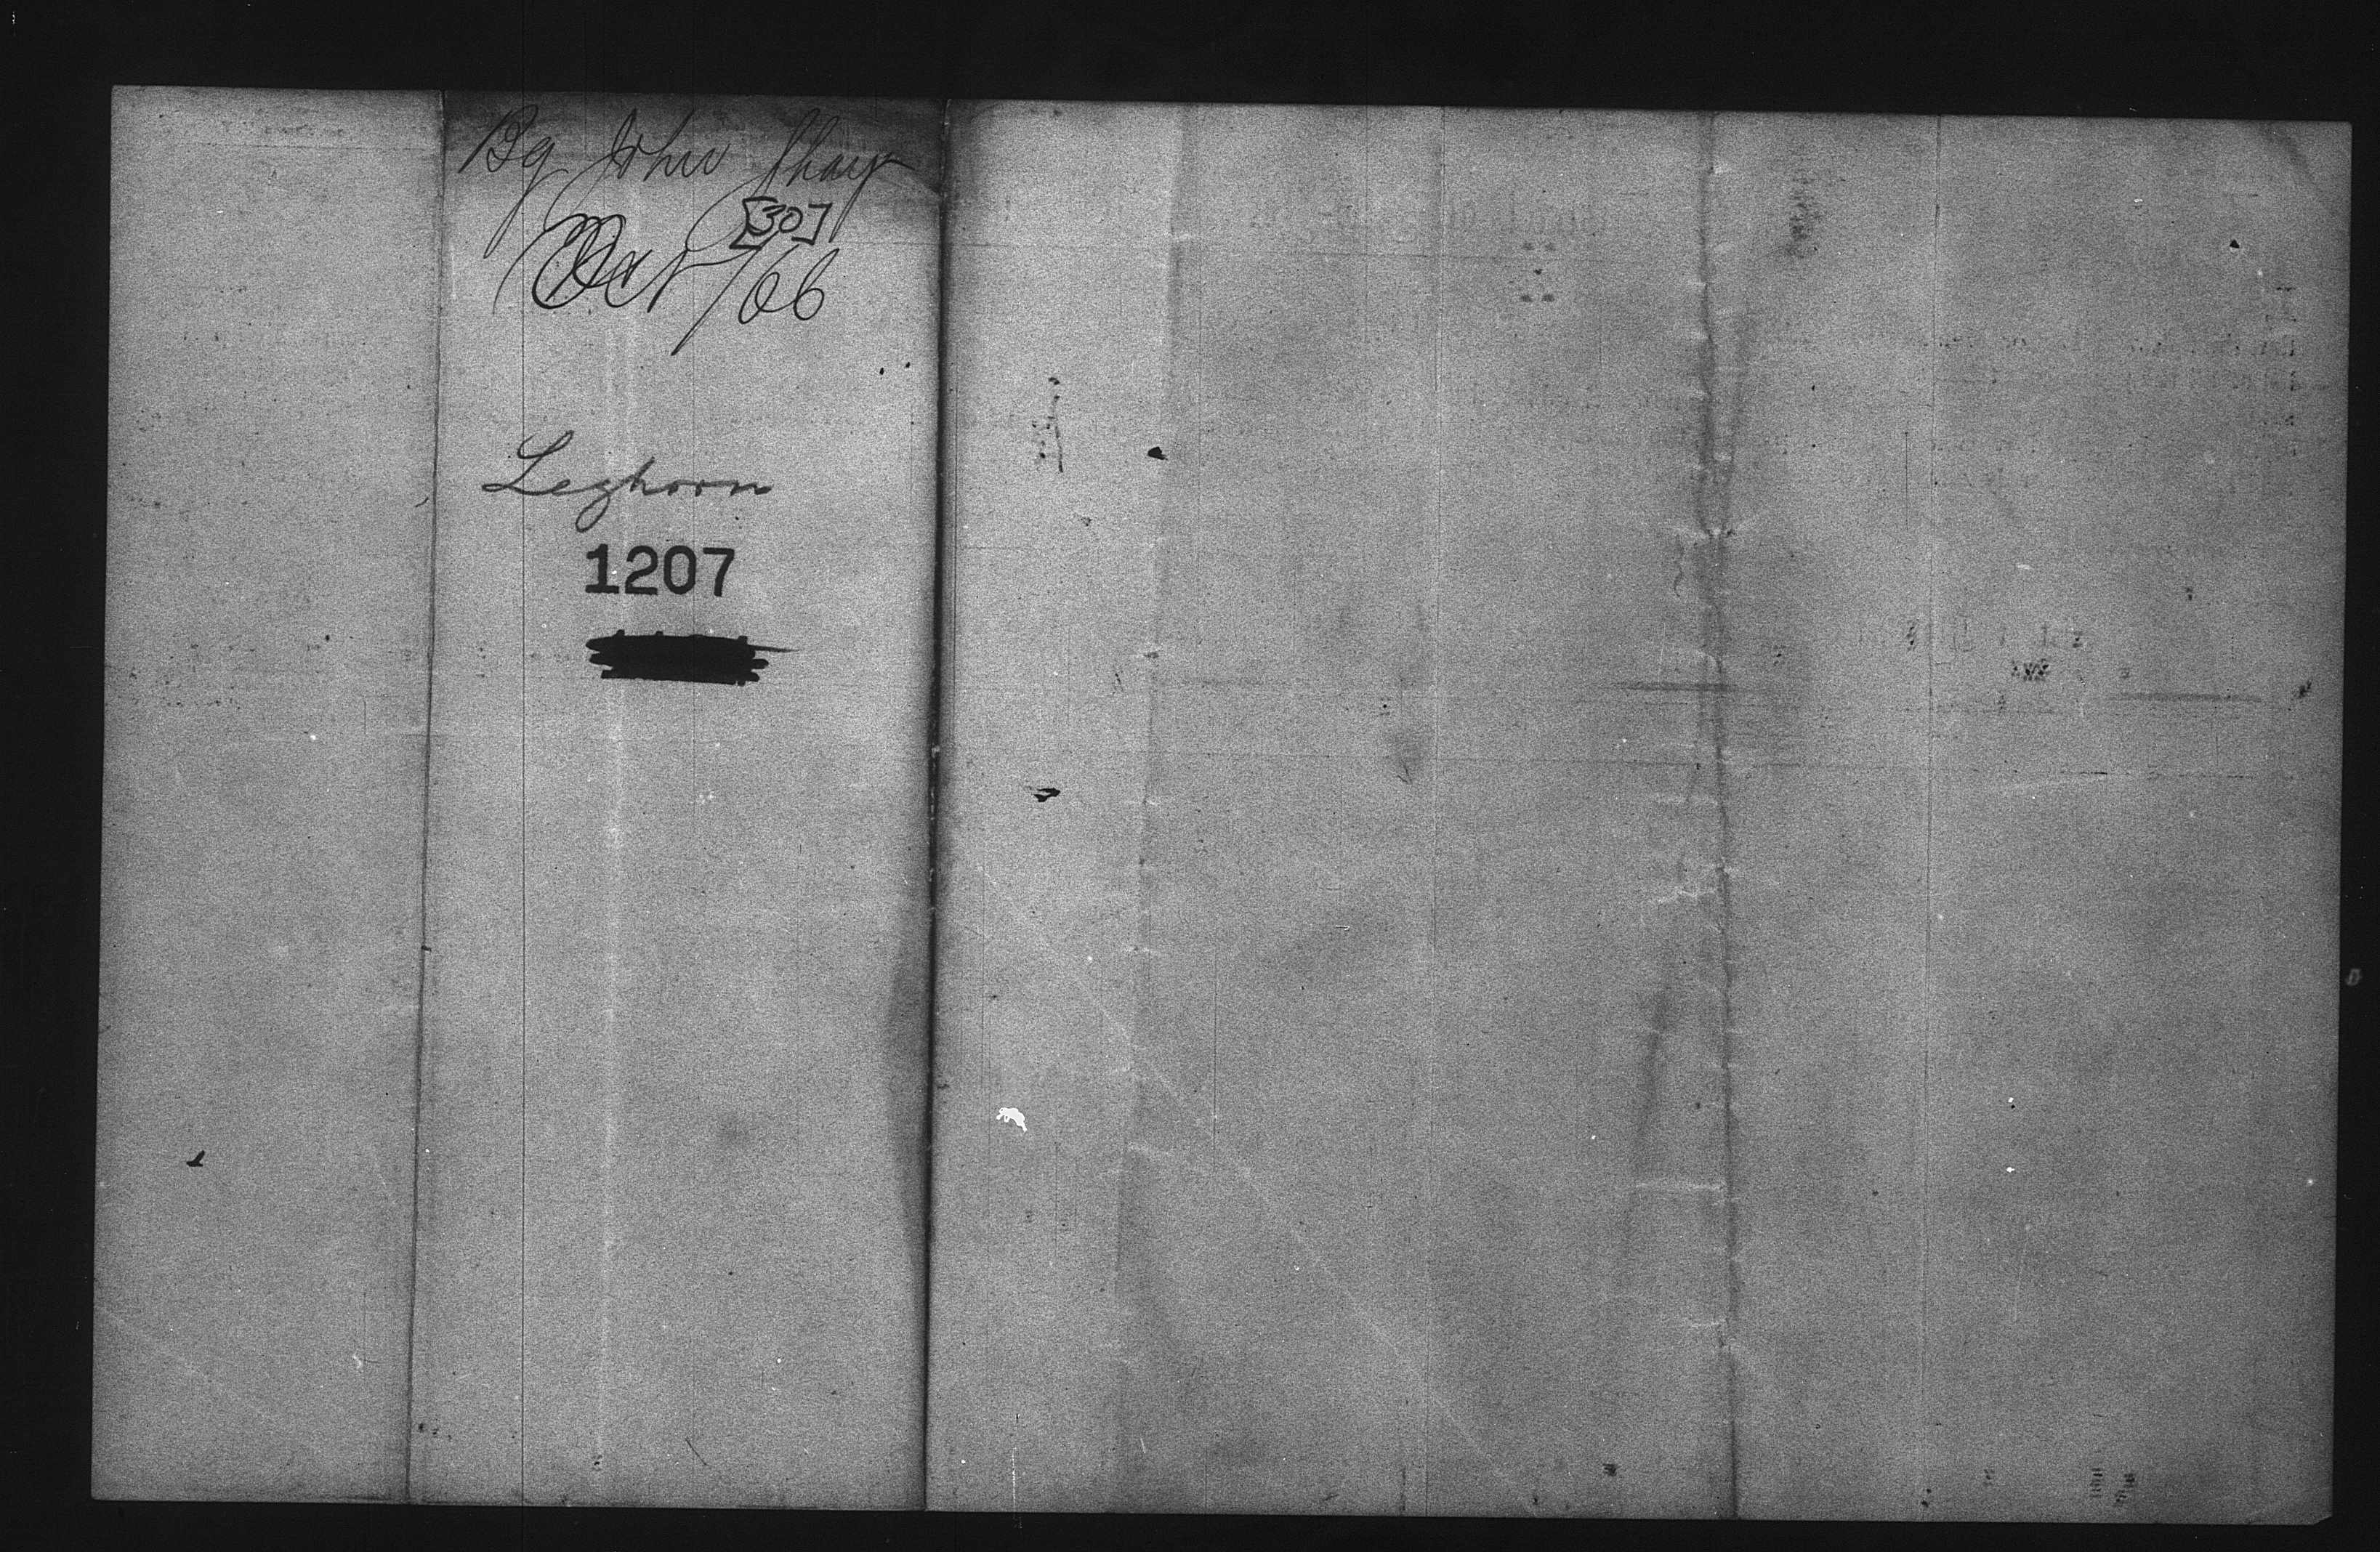 Bg John Sharp
[30]
Oct /66
Leghorn
1207